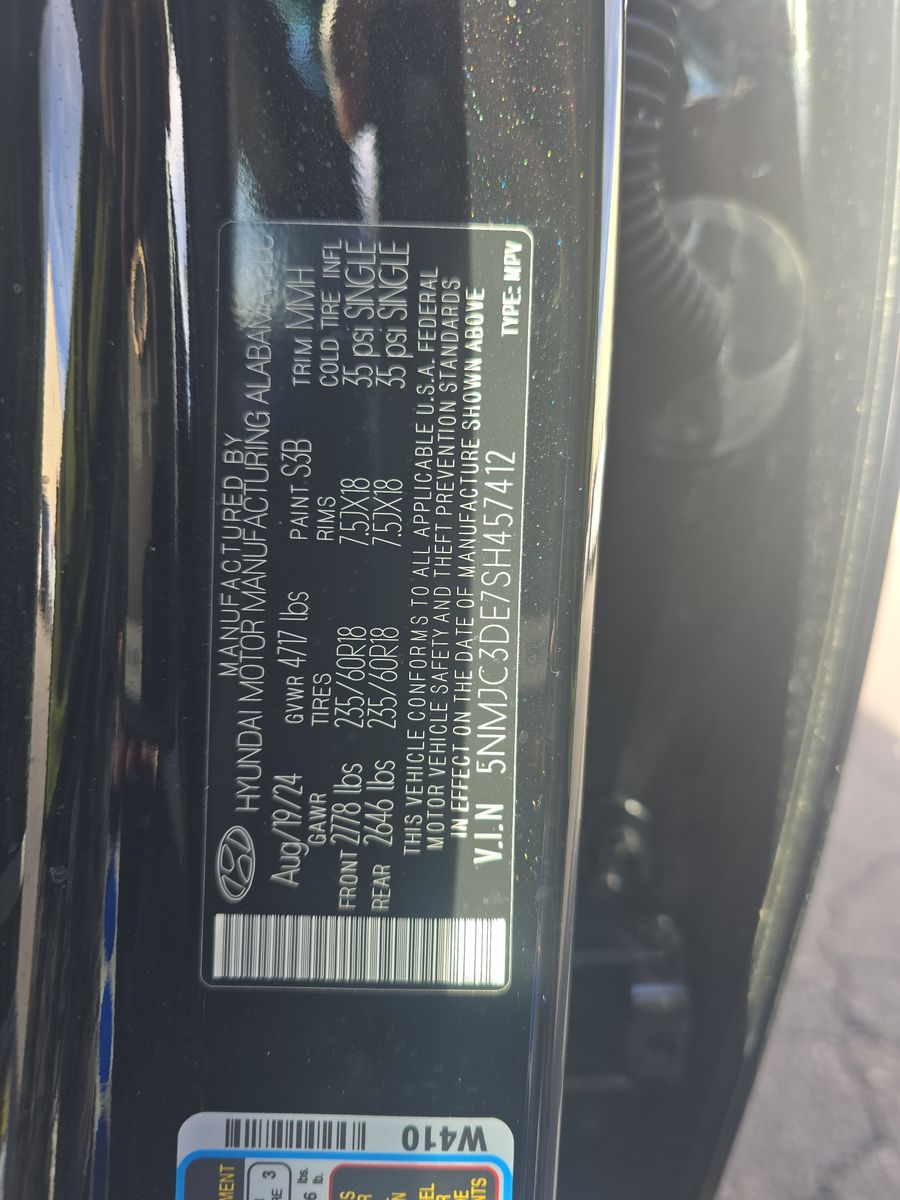 MANUFACTURED BY
HYUNDAI MOTOR MANUFACTURING ALABAMA, LLC
Aug/19/24 GVWR 4717 lbs PAINT S3B TRIM MMH
GAWR TIRES RIMS COLD TIRE INFL
FRONT 2778 lbs 235/60R18 7.5JX18 35 psi SINGLE
REAR 2646 lbs 235/60R18 7.5JX18 35 psi SINGLE
THIS VEHICLE CONFORMS TO ALL APPLICABLE U.S.A. FEDERAL
MOTOR VEHICLE SAFETY AND THEFT PREVENTION STANDARDS
IN EFFECT ON THE DATE OF MANUFACTURE SHOWN ABOVE
V.I.N 5NMJC3DE7SH457412 TYPE: MPV
W410
3
lbs.
lb.